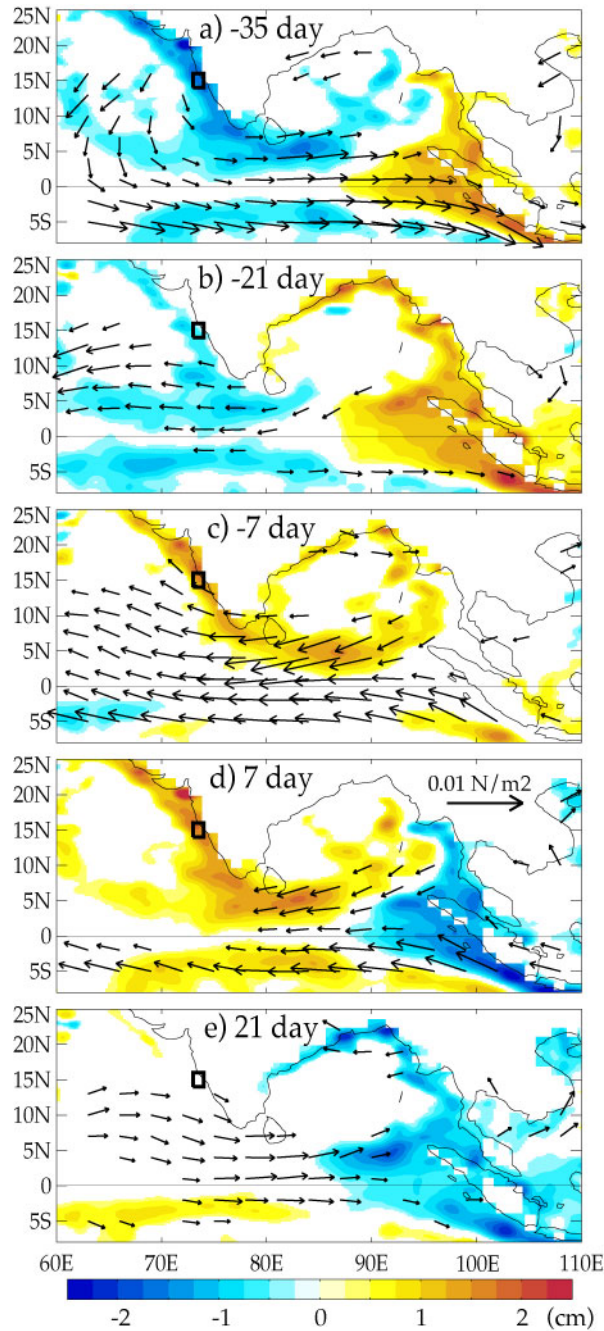 25N
a) -35 day
20N
15N
10N
5N
0
5S
25N
b) -21 day
20N
15N
10N
5N
0
5S
25N
c) -7 day
20N
15N
10N
5N
0
5S
25N
d) 7 day
20N
0.01 N/m2
15N
10N
5N
0
5S
25N
e) 21 day
20N
15N
10N
5N
0
5S
60E 70E 80E 90E 100E 110E
-2 -1 0 1 2 (cm)